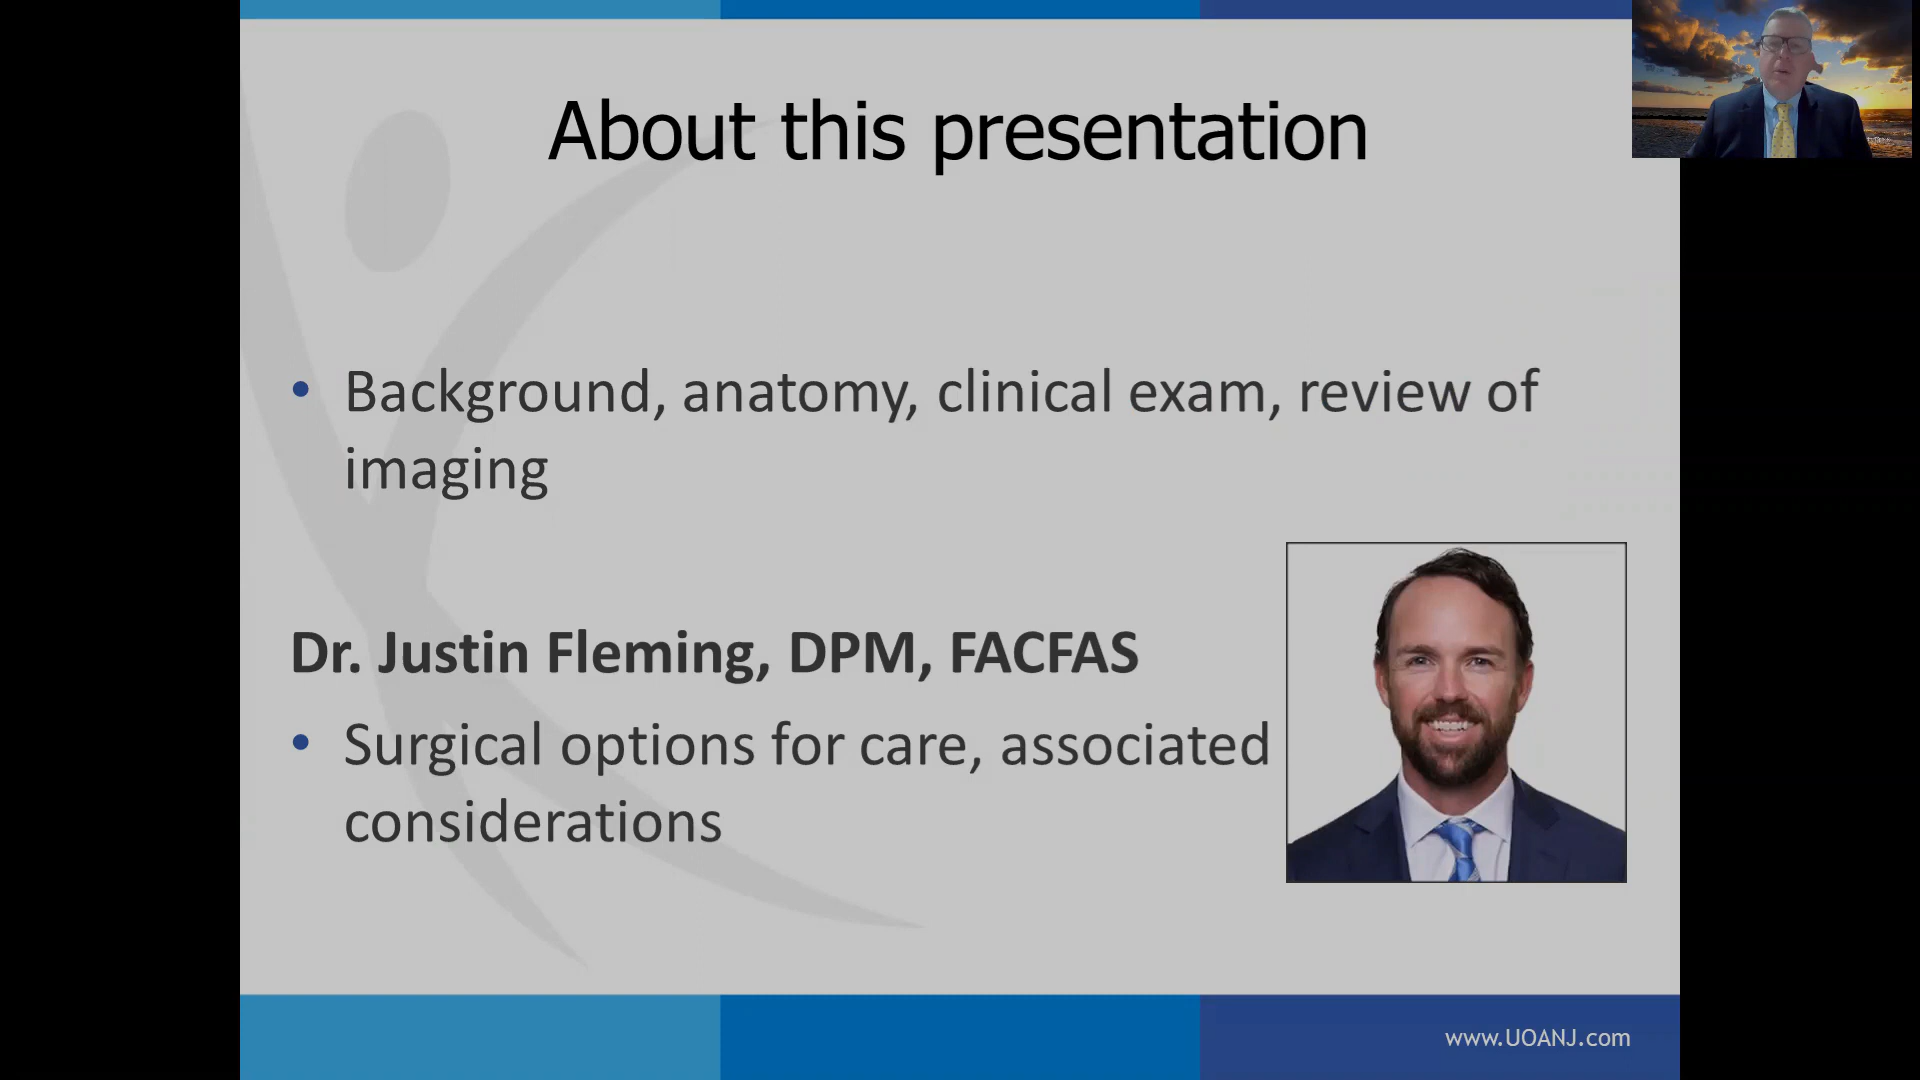 About this presentation
• Background, anatomy, clinical exam, review of
imaging
Dr. Justin Fleming, DPM, FACFAS
• Surgical options for care, associated
considerations
www.UOANJ.com